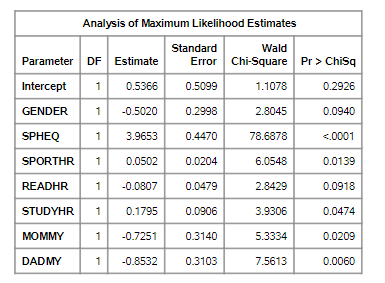 Analysis of Maximum Likelihood Estimates
Parameter DF Estimate Standard Error Wald Chi-Square Pr > ChiSq
Intercept 1 0.5366 0.5099 1.1078 0.2926
GENDER 1 -0.5020 0.2998 2.8045 0.0940
SPHEQ 1 3.9653 0.4470 78.6878 <.0001
SPORTHR 1 0.0502 0.0204 6.0548 0.0139
READHR 1 -0.0807 0.0479 2.8429 0.0918
STUDYHR 1 0.1795 0.0906 3.9306 0.0474
MOMMY 1 -0.7251 0.3140 5.3334 0.0209
DADMY 1 -0.8532 0.3103 7.5613 0.0060